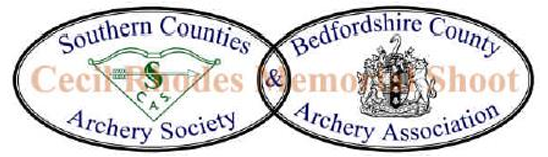 Southern Counties
S
CAS
Archery Society
&
Bedfordshire County
Archery Association
Cecil Rhodes Memorial Shoot